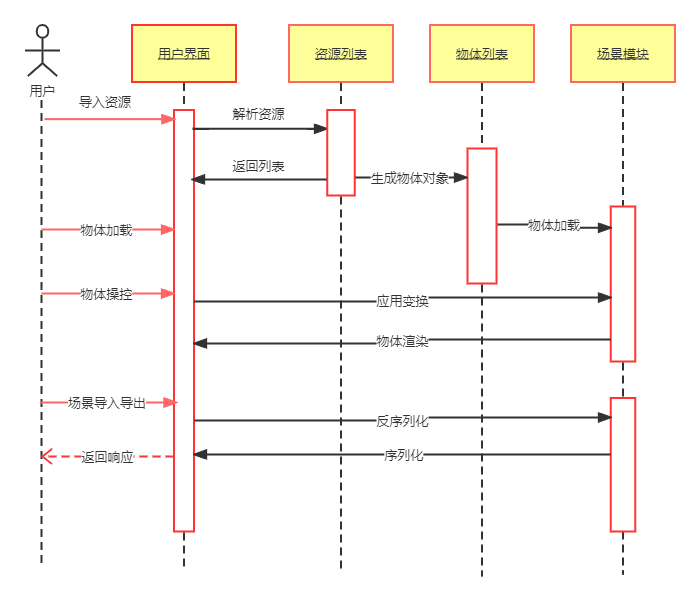 用户界面
资源列表
物体列表
场景模块
用户
导入资源
解析资源
返回列表
生成物体对象
物体加载
物体加载
物体操控
应用变换
物体渲染
场景导入导出
反序列化
返回响应
序列化